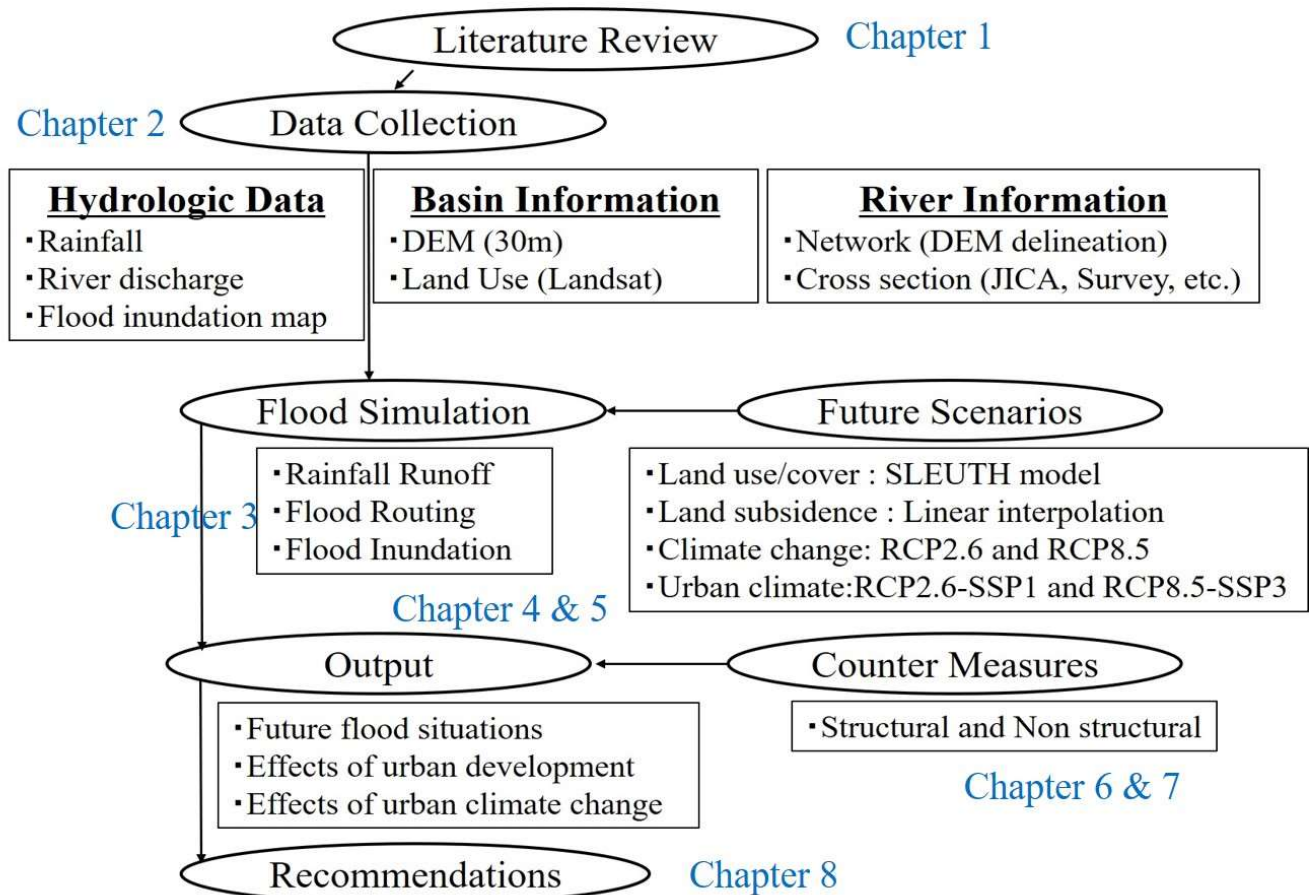 Literature Review
Chapter 1
Chapter 2
Data Collection
Hydrologic Data
・Rainfall
・River discharge
・Flood inundation map
Basin Information
・DEM (30m)
・Land Use (Landsat)
River Information
・Network (DEM delineation)
・Cross section (JICA, Survey, etc.)
Flood Simulation
Future Scenarios
Chapter 3
・Rainfall Runoff
・Flood Routing
・Flood Inundation
・Land use/cover : SLEUTH model
・Land subsidence : Linear interpolation
・Climate change: RCP2.6 and RCP8.5
・Urban climate:RCP2.6-SSP1 and RCP8.5-SSP3
Chapter 4 & 5
Output
Counter Measures
・Future flood situations
・Effects of urban development
・Effects of urban climate change
・Structural and Non structural
Chapter 6 & 7
Recommendations
Chapter 8